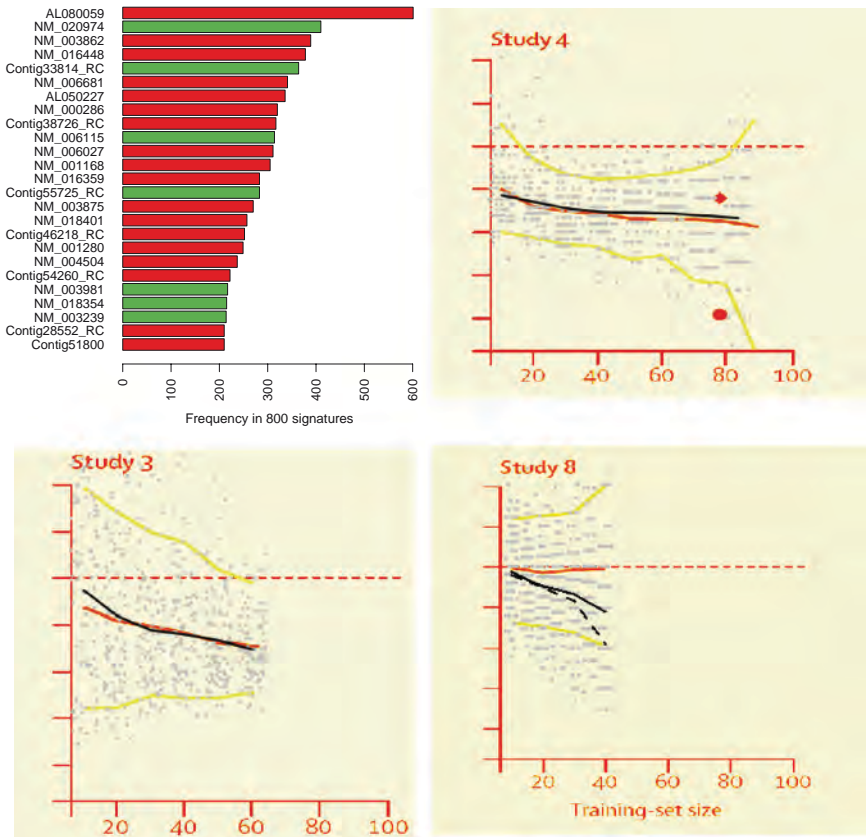 AL080059
NM_020974
NM_003862
NM_016448
Contig33814_RC
NM_006681
AL050227
NM_000286
Contig38726_RC
NM_006115
NM_006027
NM_001168
NM_016359
Contig55725_RC
NM_003875
NM_018401
Contig46218_RC
NM_001280
NM_004504
Contig54260_RC
NM_003981
NM_018354
NM_003239
Contig28552_RC
Contig51800
0 100 200 300 400 500 600
Frequency in 800 signatures
Study 4
20 40 60 80 100
Study 3
20 40 60 80 100
Study 8
20 40 60 80 100
Training-set size